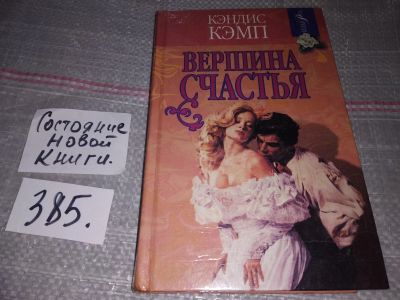 КЭНДИС
КЭМП
ВЕРШИНА
СЧАСТЬЯ
Состояние
новой
книги.
385.